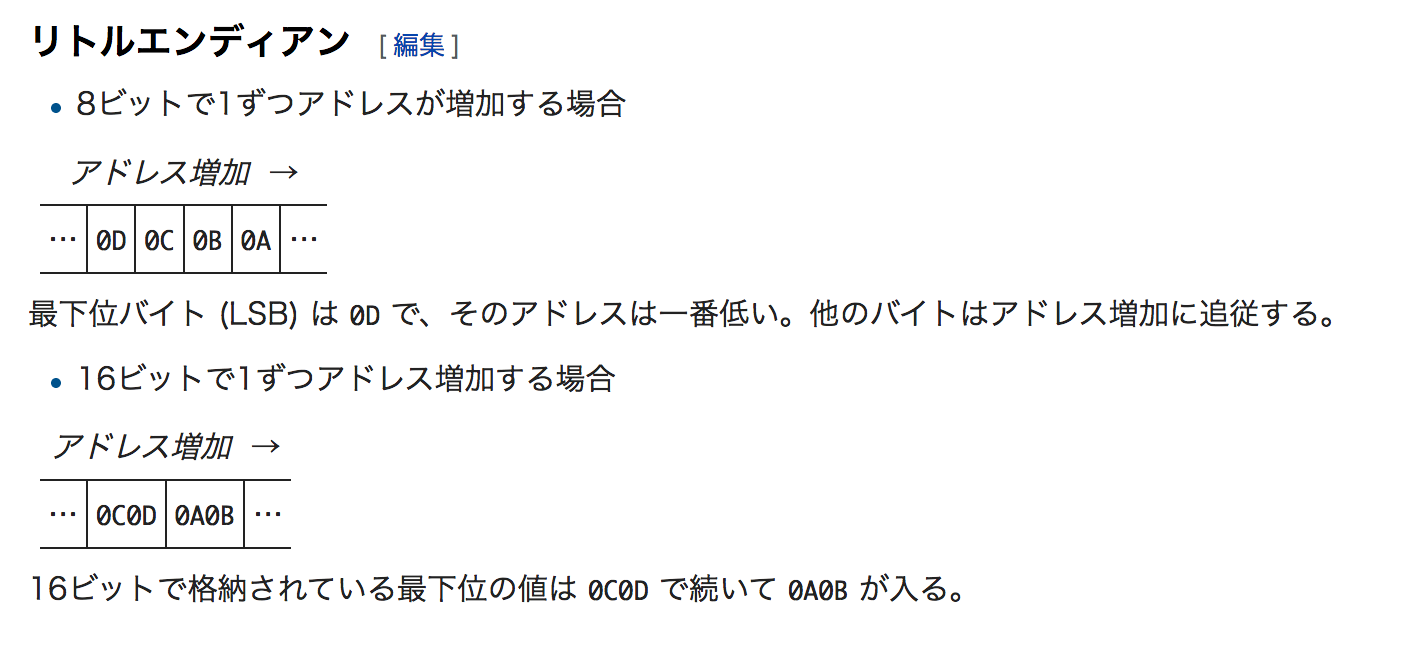 リトルエンディアン [編集]
8ビットで1ずつアドレスが増加する場合
アドレス増加 →
… 0D 0C 0B 0A …
最下位バイト (LSB) は 0D で、そのアドレスは一番低い。他のバイトはアドレス増加に追従する。
16ビットで1ずつアドレス増加する場合
アドレス増加 →
… 0C0D 0A0B …
16ビットで格納されている最下位の値は 0C0D で続いて 0A0B が入る。